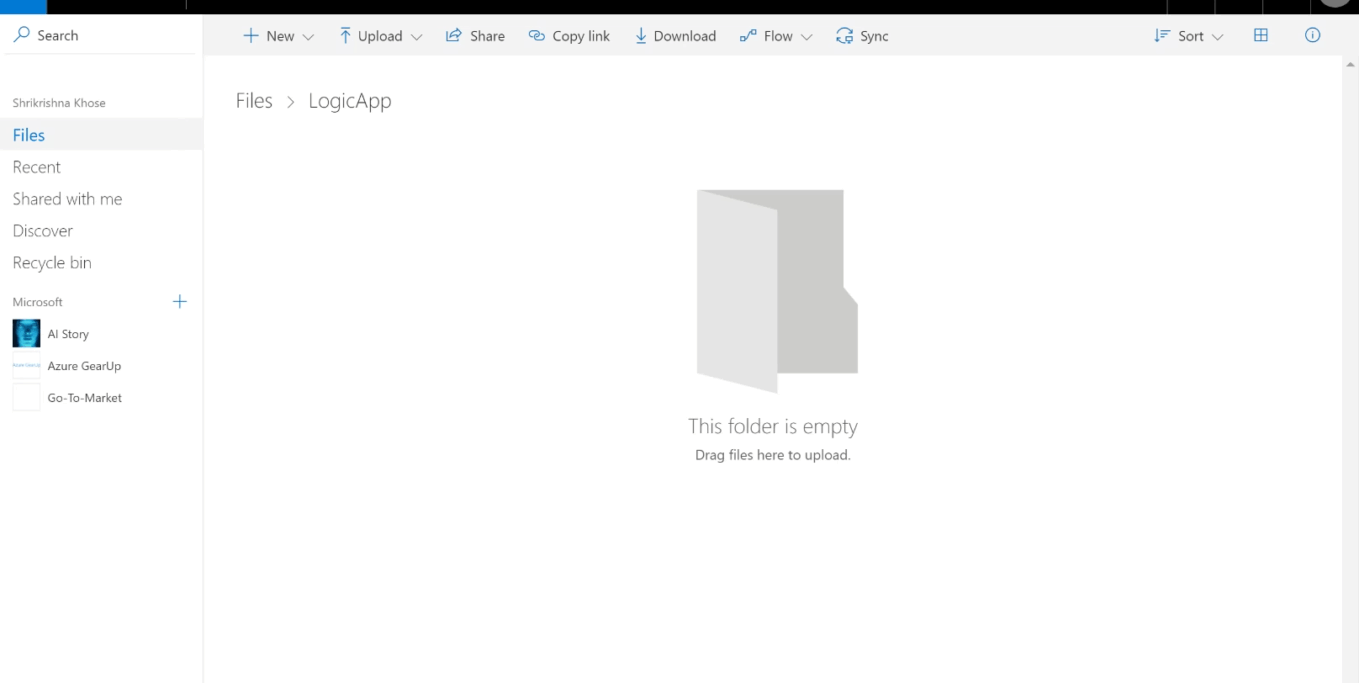 Search
New
Upload
Share
Copy link
Download
Flow
Sync
Sort
Shrikrishna Khose
Files
Recent
Shared with me
Discover
Recycle bin
Microsoft
AI Story
Azure GearUp
Go-To-Market
Files > LogicApp
This folder is empty
Drag files here to upload.